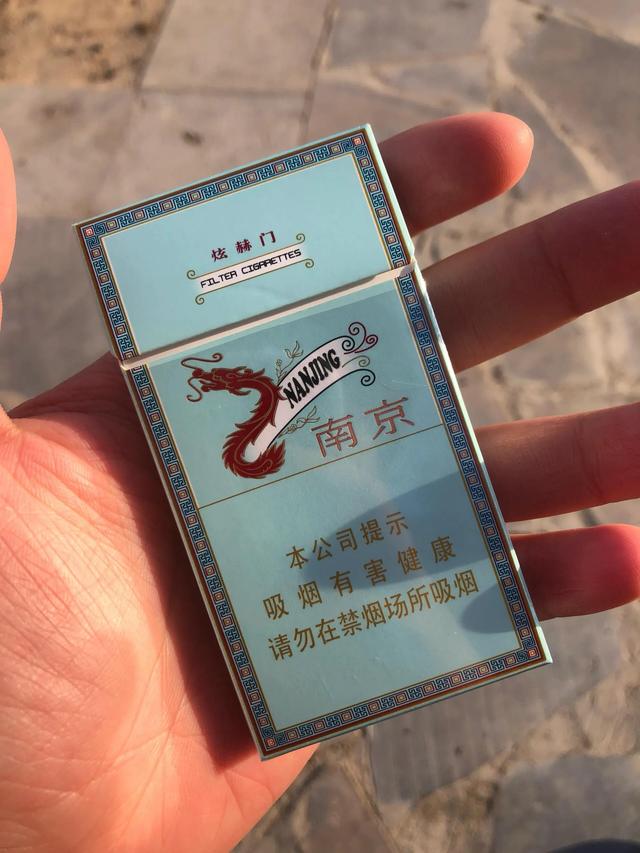 炫赫门
FILTER CIGARETTES
NANJING
南京
本公司提示
吸烟有害健康
请勿在禁烟场所吸烟